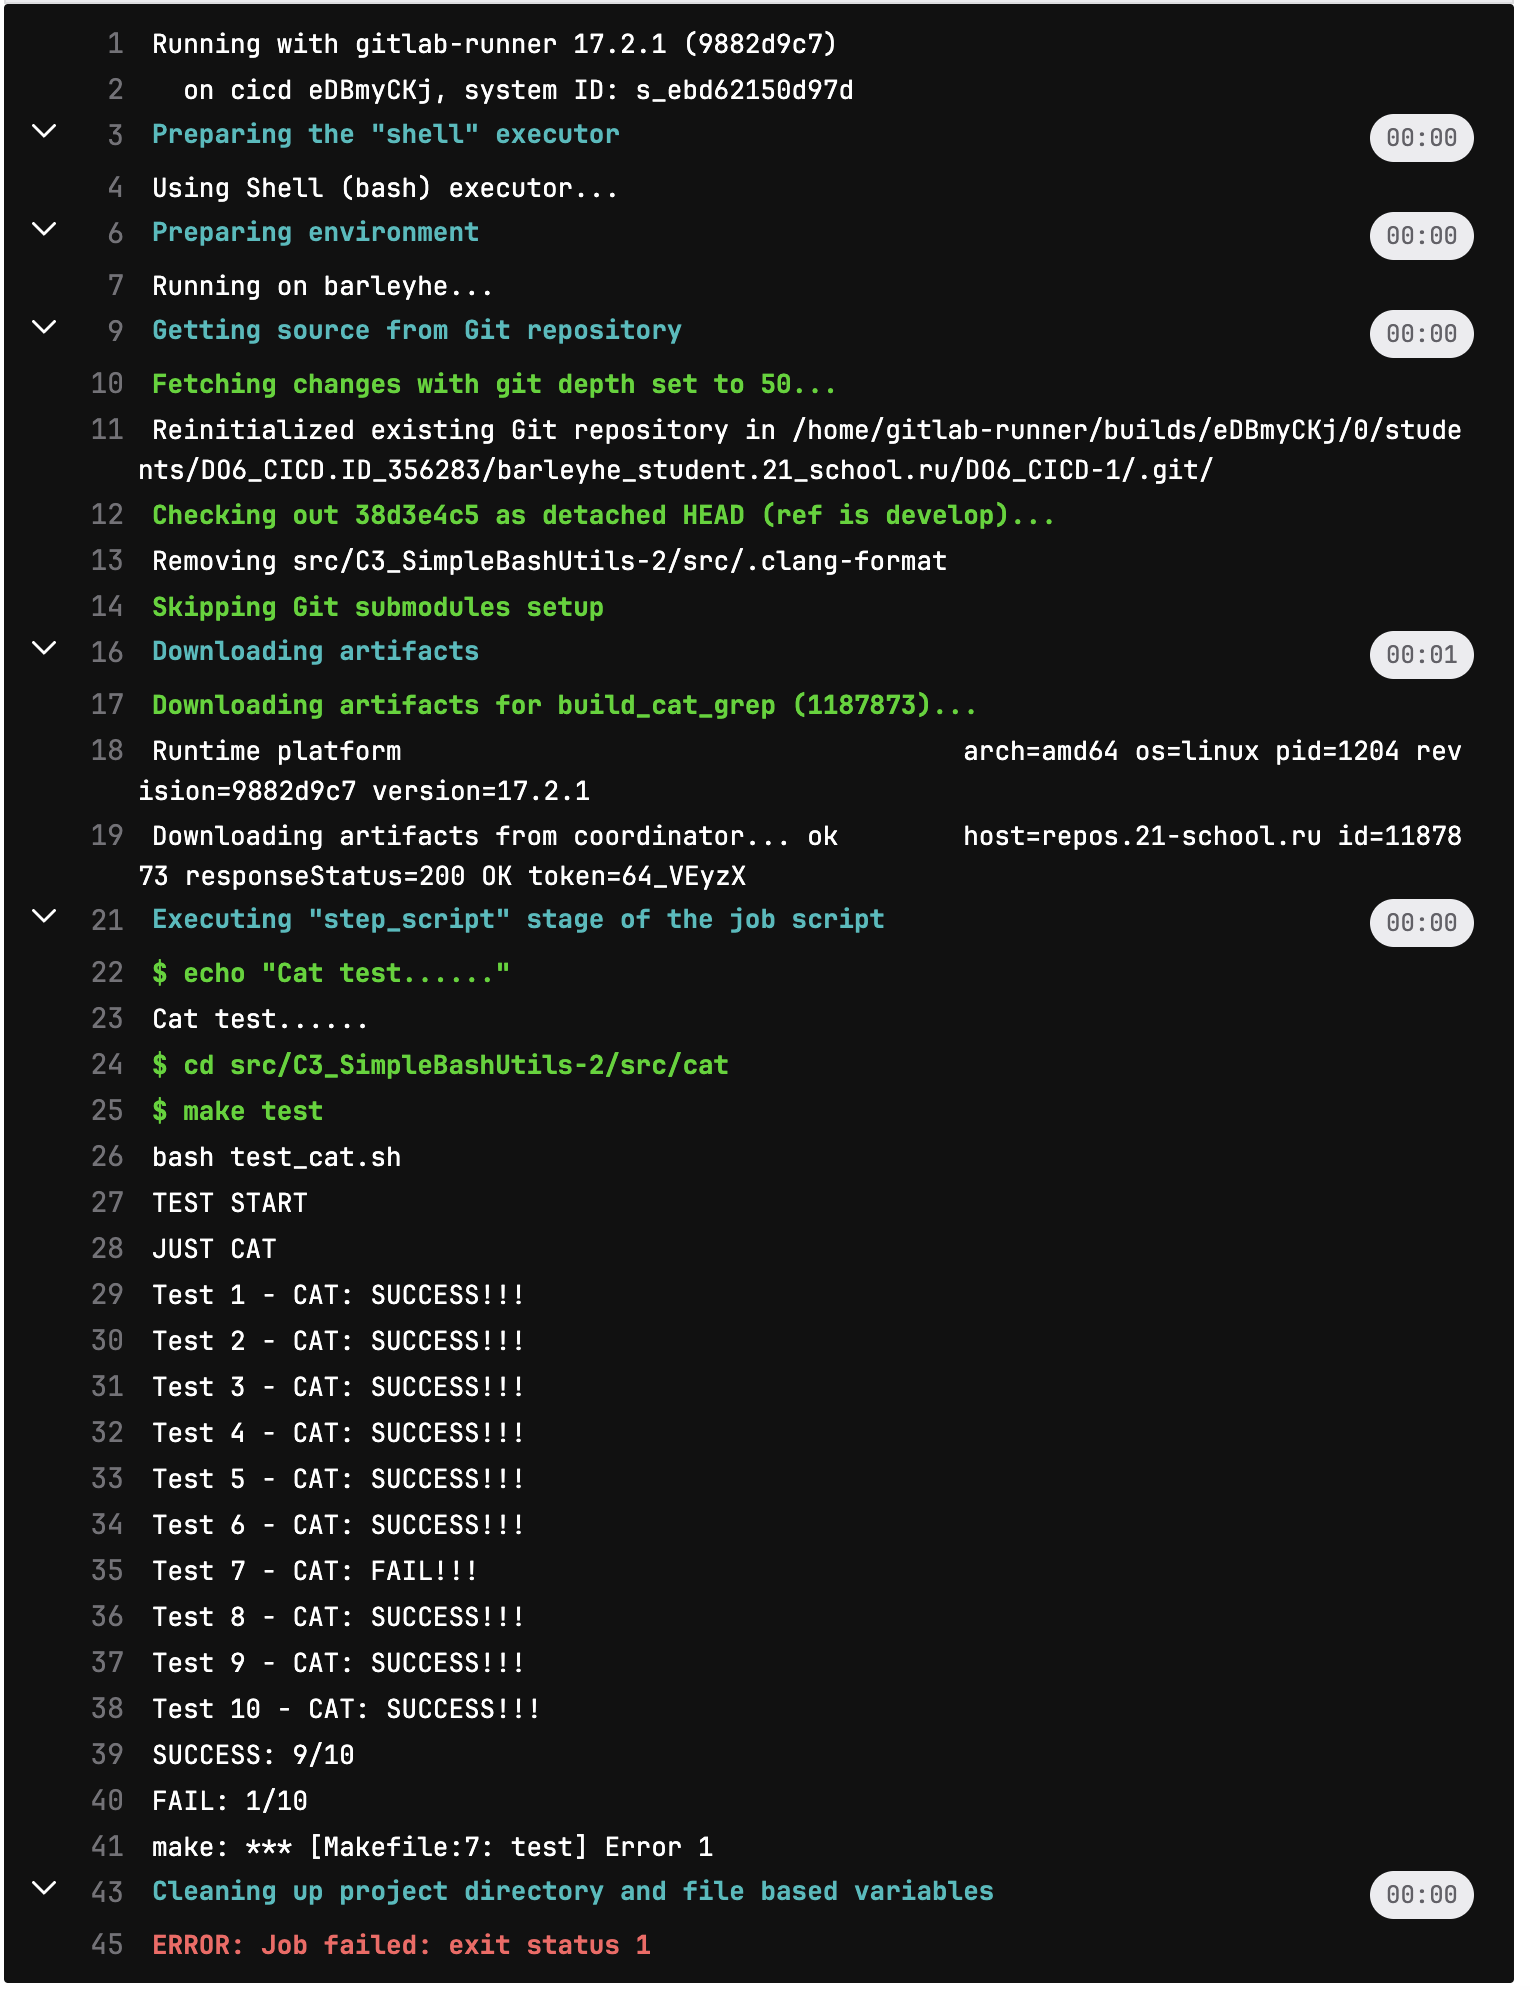 1 Running with gitlab-runner 17.2.1 (9882d9c7)
2   on cicd eDBmyCKj, system ID: s_ebd62150d97d
3 Preparing the "shell" executor 00:00
4 Using Shell (bash) executor...
6 Preparing environment 00:00
7 Running on barleyhe...
9 Getting source from Git repository 00:00
10 Fetching changes with git depth set to 50...
11 Reinitialized existing Git repository in /home/gitlab-runner/builds/eDBmyCKj/0/stude
nts/DO6_CICD.ID_356283/barleyhe_student.21_school.ru/DO6_CICD-1/.git/
12 Checking out 38d3e4c5 as detached HEAD (ref is develop)...
13 Removing src/C3_SimpleBashUtils-2/src/.clang-format
14 Skipping Git submodules setup
16 Downloading artifacts 00:01
17 Downloading artifacts for build_cat_grep (1187873)...
18 Runtime platform                                    arch=amd64 os=linux pid=1204 rev
ision=9882d9c7 version=17.2.1
19 Downloading artifacts from coordinator... ok        host=repos.21-school.ru id=11878
73 responseStatus=200 OK token=64_VEyzX
21 Executing "step_script" stage of the job script 00:00
22 $ echo "Cat test......"
23 Cat test......
24 $ cd src/C3_SimpleBashUtils-2/src/cat
25 $ make test
26 bash test_cat.sh
27 TEST START
28 JUST CAT
29 Test 1 - CAT: SUCCESS!!!
30 Test 2 - CAT: SUCCESS!!!
31 Test 3 - CAT: SUCCESS!!!
32 Test 4 - CAT: SUCCESS!!!
33 Test 5 - CAT: SUCCESS!!!
34 Test 6 - CAT: SUCCESS!!!
35 Test 7 - CAT: FAIL!!!
36 Test 8 - CAT: SUCCESS!!!
37 Test 9 - CAT: SUCCESS!!!
38 Test 10 - CAT: SUCCESS!!!
39 SUCCESS: 9/10
40 FAIL: 1/10
41 make: *** [Makefile:7: test] Error 1
43 Cleaning up project directory and file based variables 00:00
45 ERROR: Job failed: exit status 1